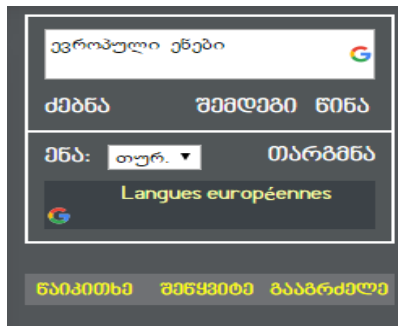 ევროპული ენები
ძებნა შემდეგი წინა
ენა: თურ. თარგმნა
Langues européennes
წაიკითხე შეწყვიტე გააგრძელე